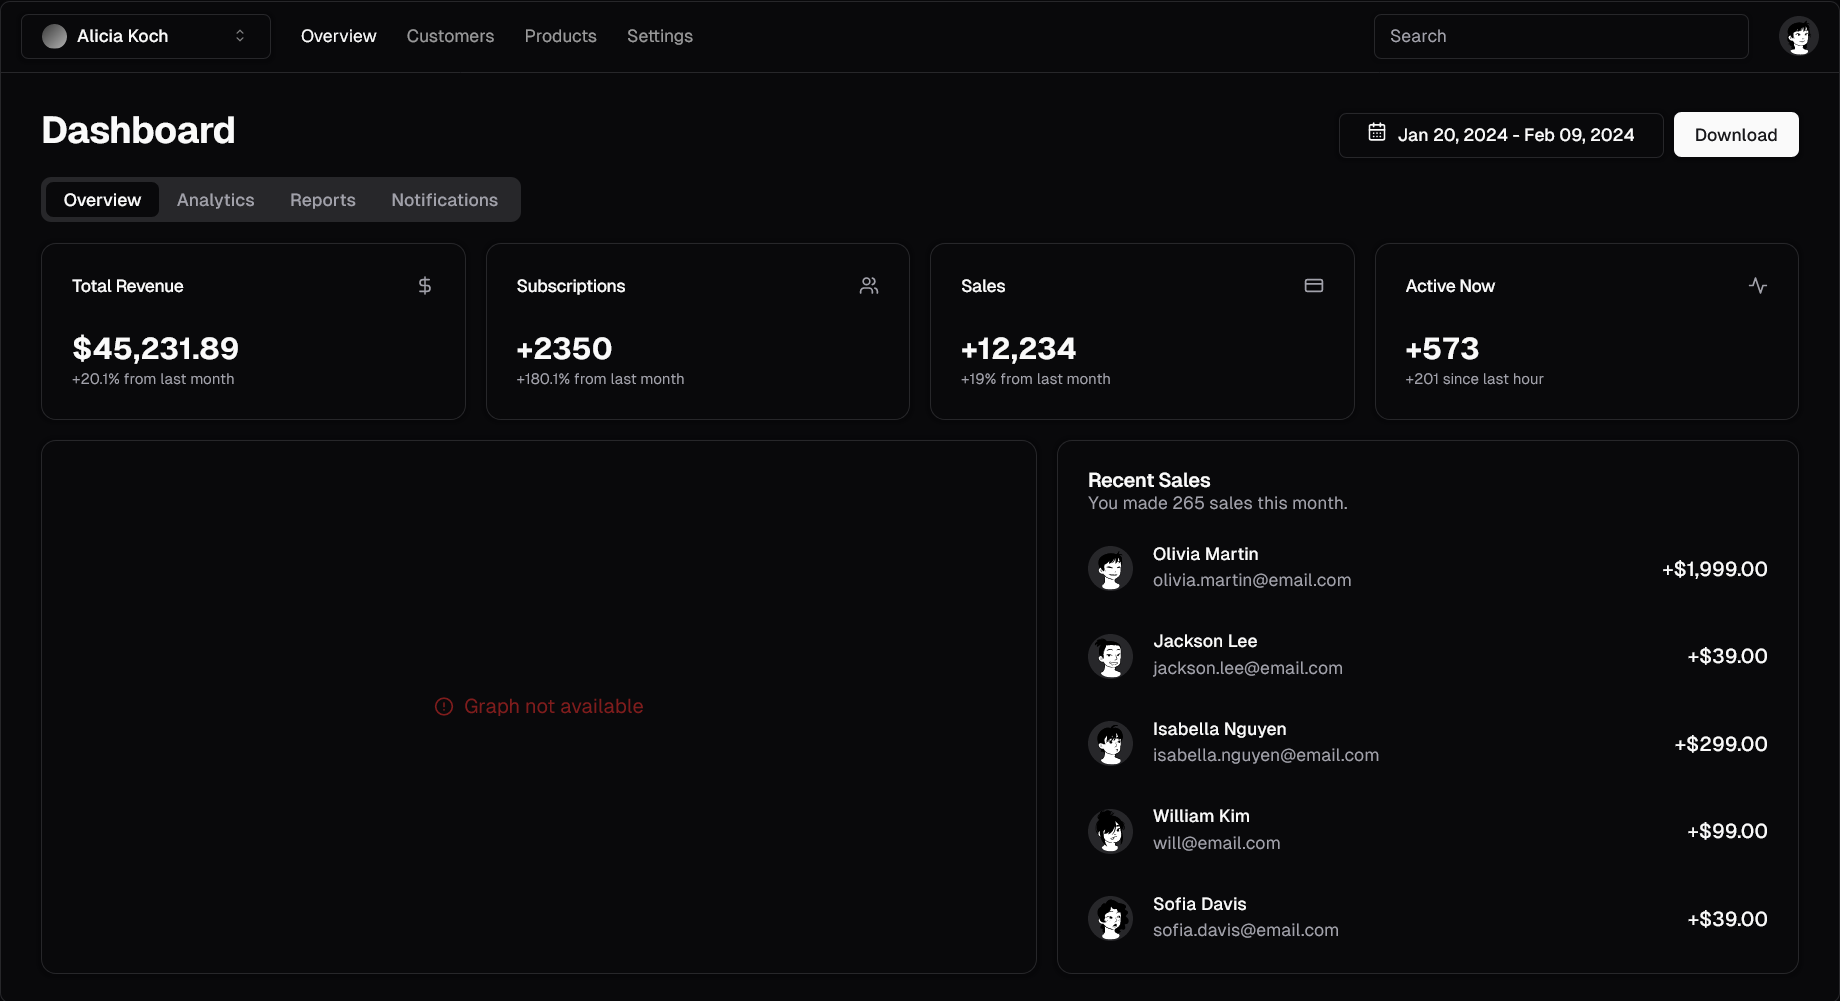 Alicia Koch
Overview
Customers
Products
Settings
Search
Dashboard
Jan 20, 2024 - Feb 09, 2024
Download
Overview
Analytics
Reports
Notifications
Total Revenue
$45,231.89
+20.1% from last month
Subscriptions
+2350
+180.1% from last month
Sales
+12,234
+19% from last month
Active Now
+573
+201 since last hour
Graph not available
Recent Sales
You made 265 sales this month.
Olivia Martin
olivia.martin@email.com
+$1,999.00
Jackson Lee
jackson.lee@email.com
+$39.00
Isabella Nguyen
isabella.nguyen@email.com
+$299.00
William Kim
will@email.com
+$99.00
Sofia Davis
sofia.davis@email.com
+$39.00